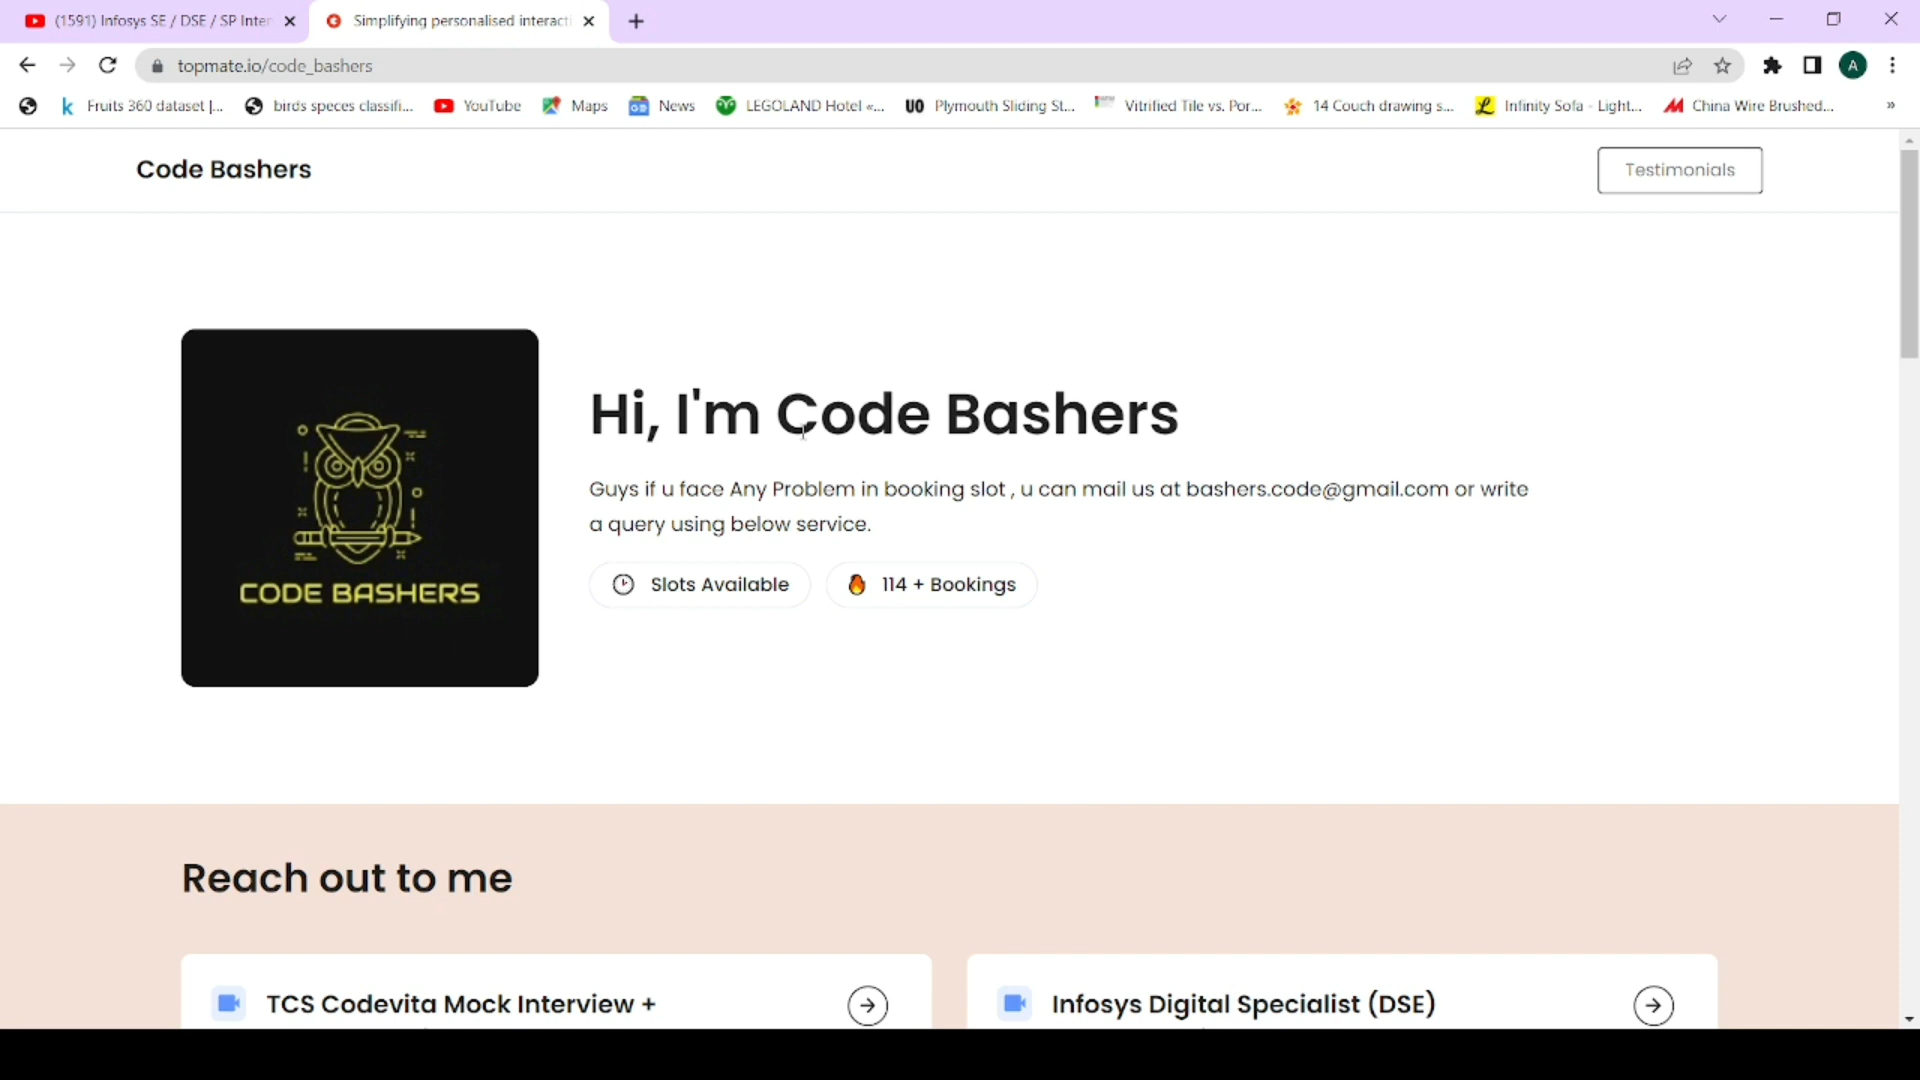 (1591) Infosys SE / DSE / SP Inter
Simplifying personalised interacti
topmate.io/code_bashers
A
Fruits 360 dataset |...
birds speces classifi...
YouTube
Maps
News
LEGOLAND Hotel «...
UO Plymouth Sliding St...
Vitrified Tile vs. Por...
14 Couch drawing s...
Infinity Sofa - Light...
China Wire Brushed...
»
Code Bashers
Testimonials
CODE BASHERS
Hi, I'm Code Bashers
Guys if u face Any Problem in booking slot , u can mail us at bashers.code@gmail.com or write
a query using below service.
Slots Available
114 + Bookings
Reach out to me
TCS Codevita Mock Interview +
Infosys Digital Specialist (DSE)